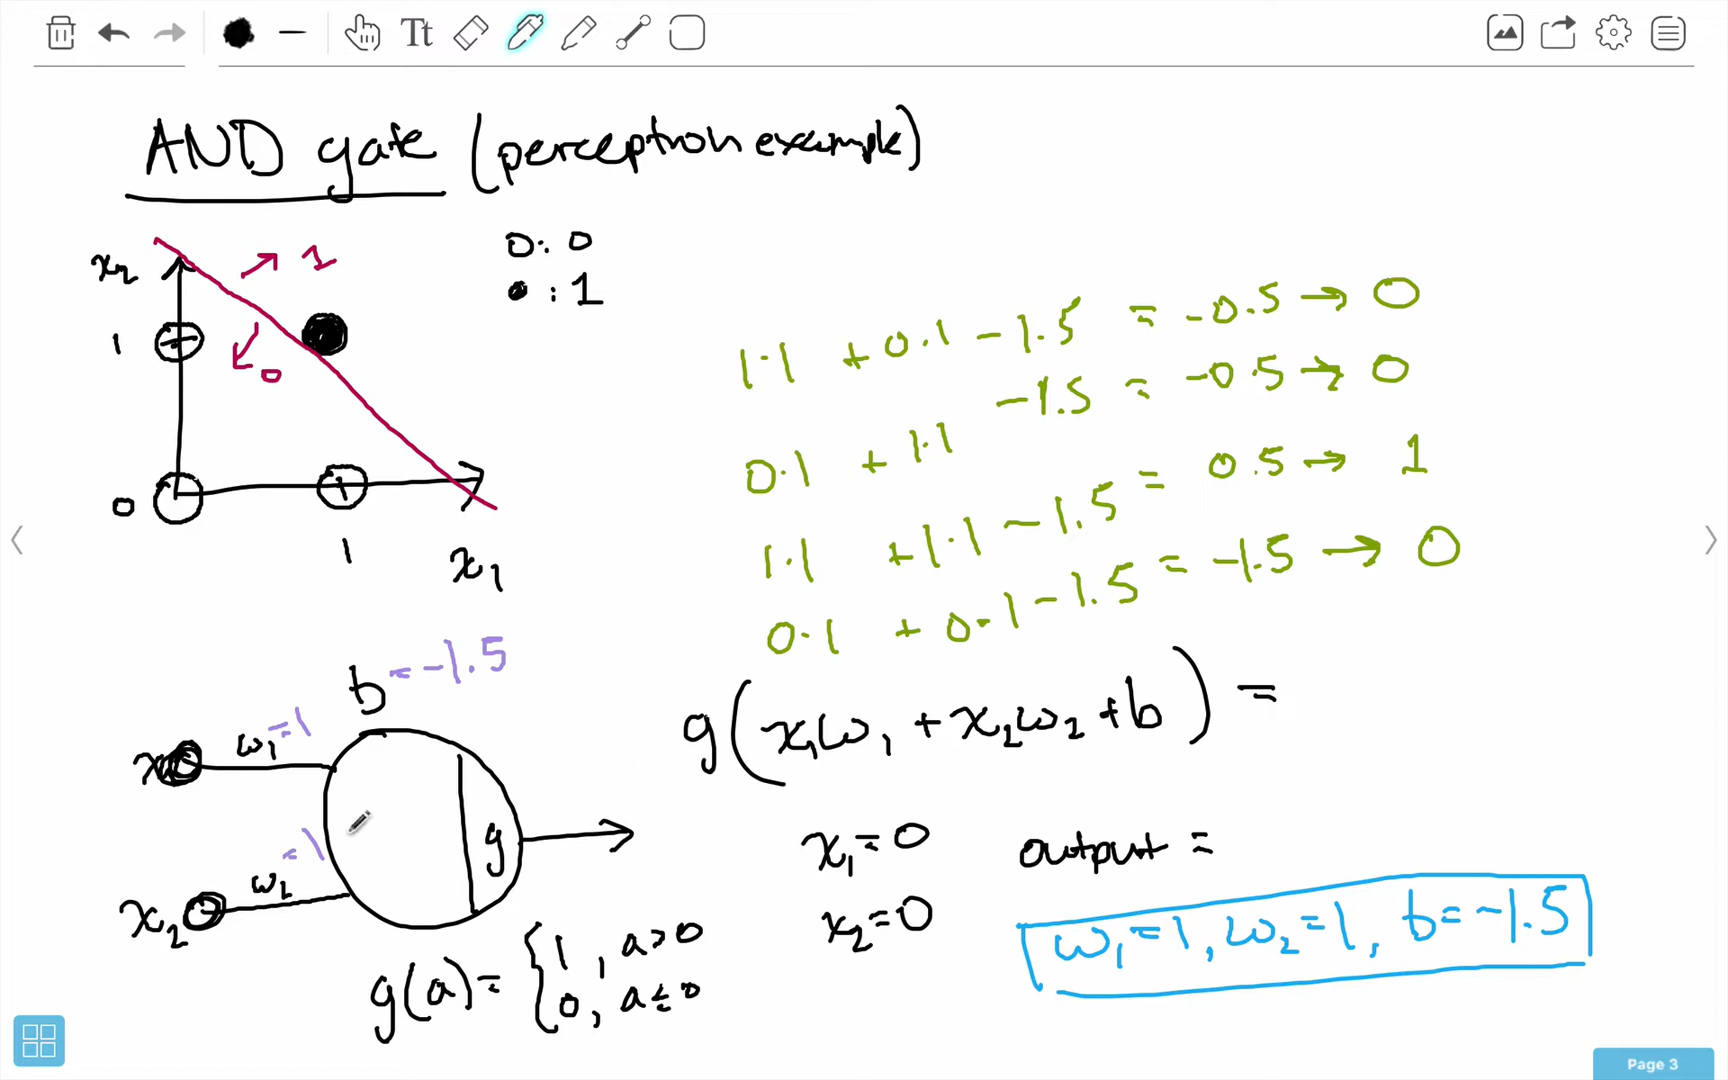 Tt
AND gate (perceptron example)
0: 0
●: 1
x2
1
0
1
x1
1
0
1·1 + 0·1 - 1.5 = -0.5 → 0
0·1 + 1·1 - 1.5 = -0.5 → 0
1·1 + 1·1 - 1.5 = 0.5 → 1
0·1 + 0·1 - 1.5 = -1.5 → 0
b = -1.5
w1 = 1
x2
w2 = 1
g
g(a) = { 1, a > 0
0, a ≤ 0
g(x1w1 + x2w2 + b) =
x1 = 0
x2 = 0
output =
w1 = 1, w2 = 1, b = -1.5
Page 3